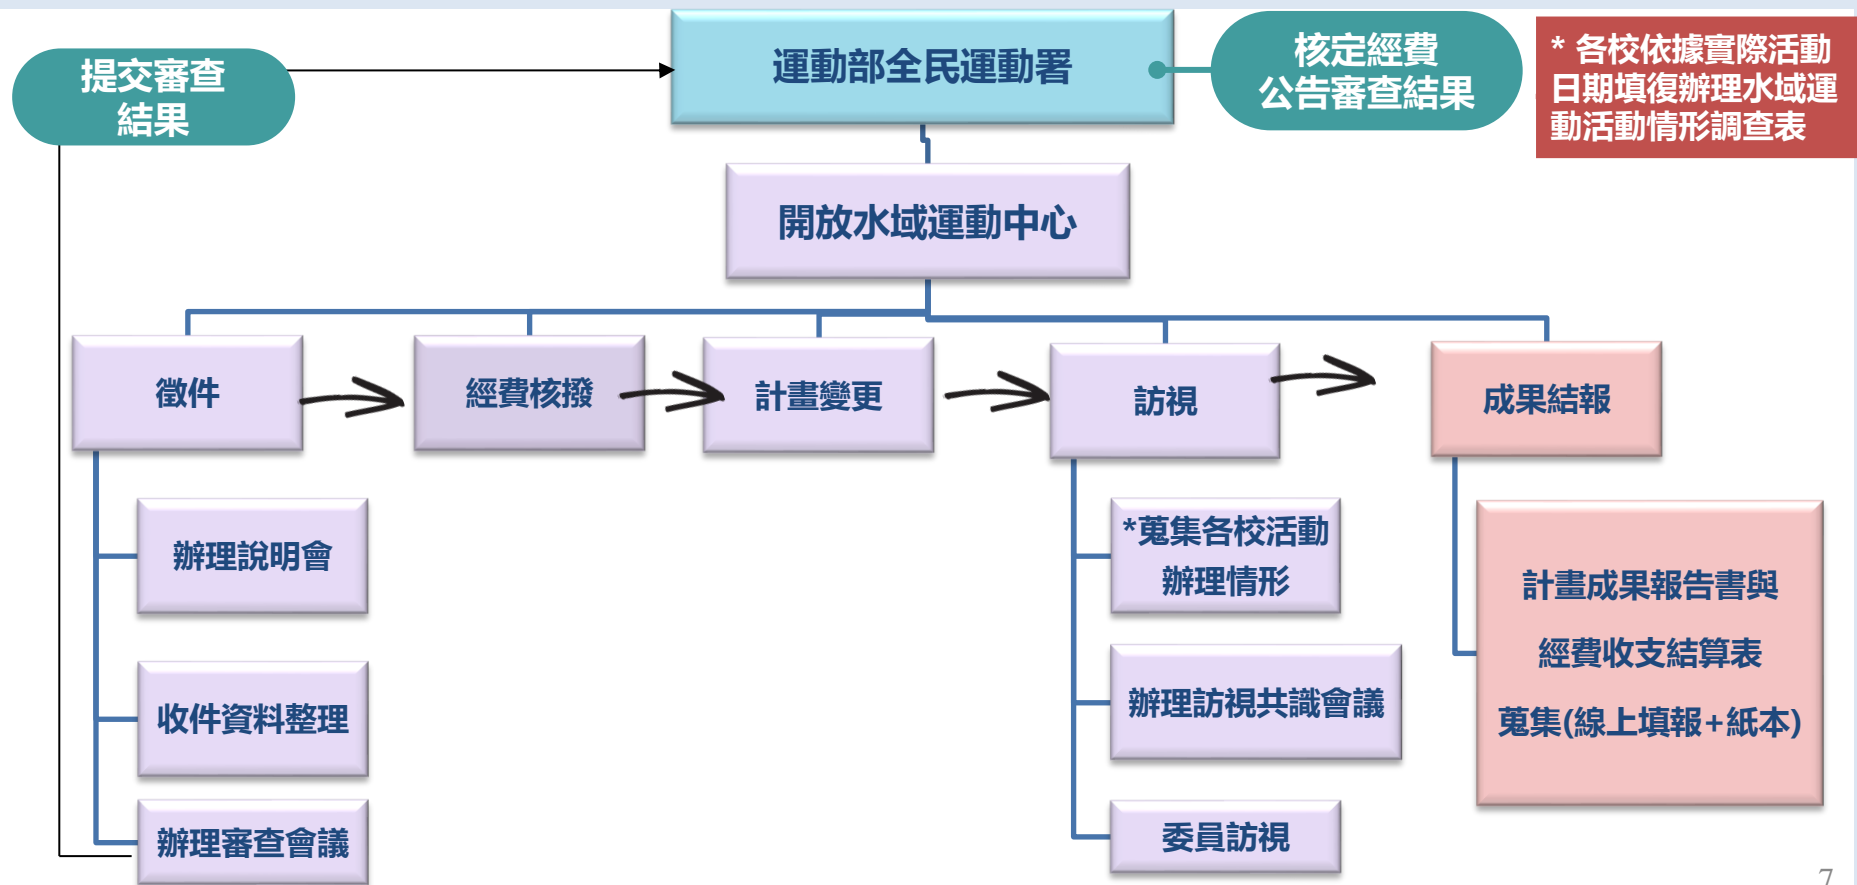 提交審查
結果
運動部全民運動署
核定經費
公告審查結果
* 各校依據實際活動
日期填復辦理水域運
動活動情形調查表
開放水域運動中心
徵件
經費核撥
計畫變更
訪視
成果結報
辦理說明會
收件資料整理
辦理審查會議
*蒐集各校活動
辦理情形
辦理訪視共識會議
委員訪視
計畫成果報告書與
經費收支結算表
蒐集(線上填報+紙本)
7